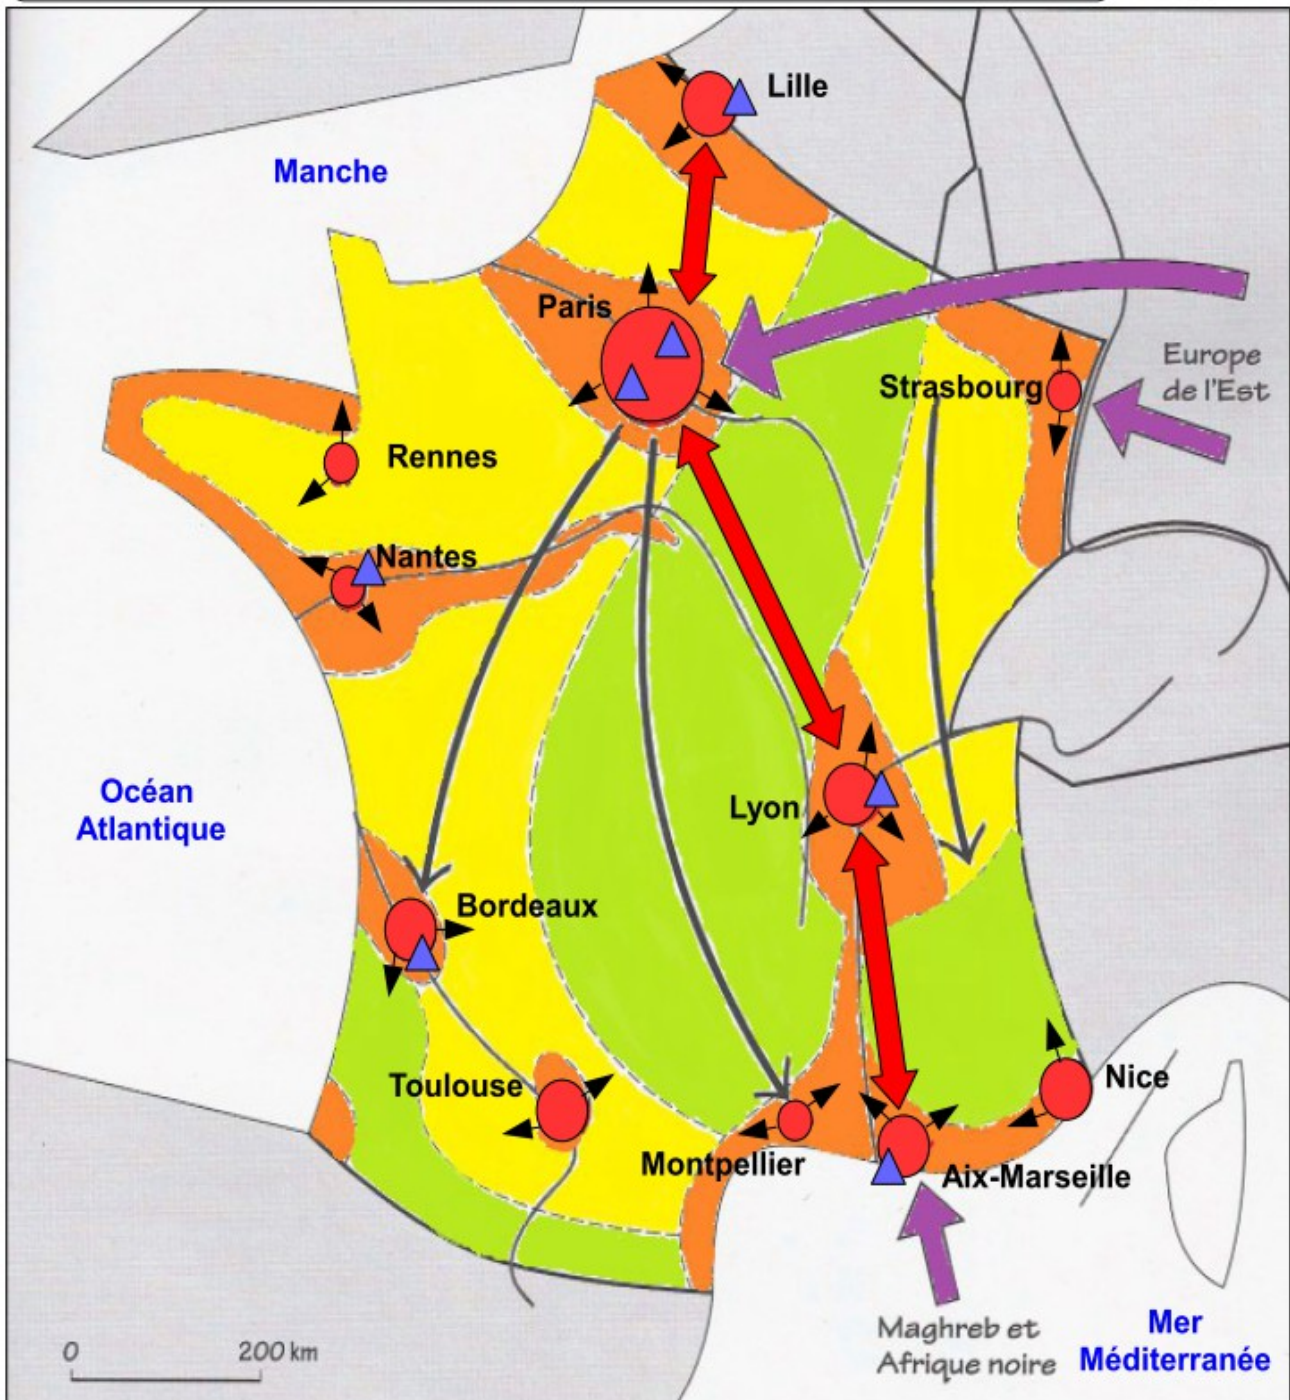 Lille
Manche
Paris
Europe
de l'Est
Strasbourg
Rennes
Nantes
Océan
Atlantique
Lyon
Bordeaux
Toulouse
Nice
Montpellier
Aix-Marseille
Maghreb et
Afrique noire
Mer
Méditerranée
0 200 km